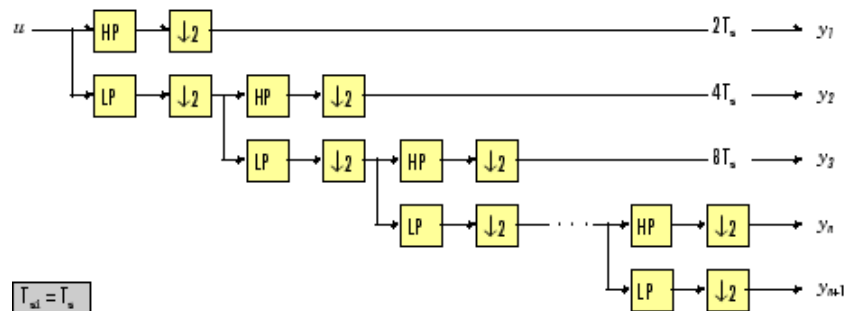 u HP ↓2 2Tₛ y₁
LP ↓2 HP ↓2 4Tₛ y₂
LP ↓2 HP ↓2 8Tₛ y₃
LP ↓2 · · · HP ↓2 yₙ
LP ↓2 yₙ₊₁
Tₛᵢ = Tₛ